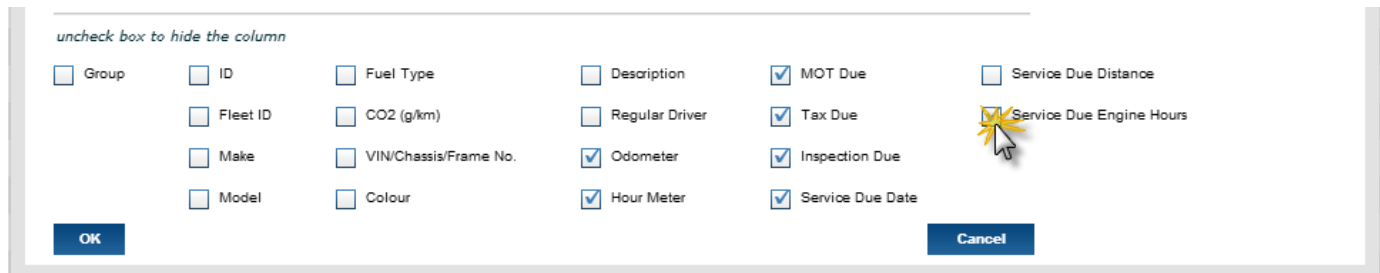 uncheck box to hide the column
Group ID Fuel Type Description MOT Due Service Due Distance
Fleet ID CO2 (g/km) Regular Driver Tax Due Service Due Engine Hours
Make VIN/Chassis/Frame No. Odometer Inspection Due
Model Colour Hour Meter Service Due Date
OK Cancel